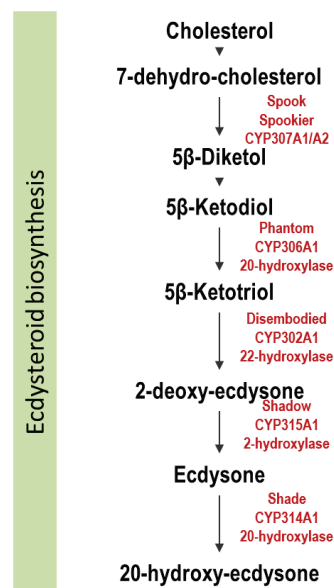 Ecdysteroid biosynthesis
Cholesterol
7-dehydro-cholesterol
Spook
Spookier
CYP307A1/A2
5β-Diketol
5β-Ketodiol
Phantom
CYP306A1
20-hydroxylase
5β-Ketotriol
Disembodied
CYP302A1
22-hydroxylase
2-deoxy-ecdysone
Shadow
CYP315A1
2-hydroxylase
Ecdysone
Shade
CYP314A1
20-hydroxylase
20-hydroxy-ecdysone